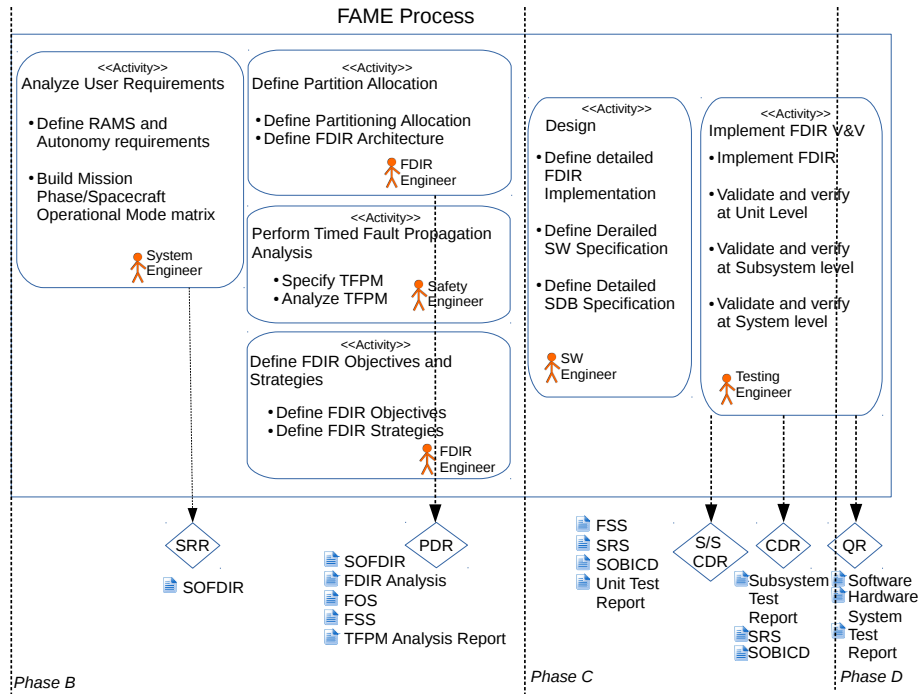 FAME Process
<<Activity>>
Analyze User Requirements
• Define RAMS and
Autonomy requirements
• Build Mission
Phase/Spacecraft
Operational Mode matrix
System
Engineer
<<Activity>>
Define Partition Allocation
• Define Partitioning Allocation
• Define FDIR Architecture
FDIR
Engineer
<<Activity>>
Perform Timed Fault Propagation
Analysis
• Specify TFPM
• Analyze TFPM
Safety
Engineer
<<Activity>>
Define FDIR Objectives and
Strategies
• Define FDIR Objectives
• Define FDIR Strategies
FDIR
Engineer
<<Activity>>
Design
• Define detailed
FDIR
Implementation
• Define Derailed
SW Specification
• Define Detailed
SDB Specification
SW
Engineer
<<Activity>>
Implement FDIR V&V
• Implement FDIR
• Validate and verify
at Unit Level
• Validate and verify
at Subsystem level
• Validate and verify
at System level
Testing
Engineer
SRR
SOFDIR
PDR
SOFDIR
FDIR Analysis
FOS
FSS
TFPM Analysis Report
FSS
SRS
SOBICD
Unit Test
Report
S/S
CDR
CDR
Subsystem
Test
Report
SRS
SOBICD
QR
Software
Hardware
System
Test
Report
Phase B
Phase C
Phase D